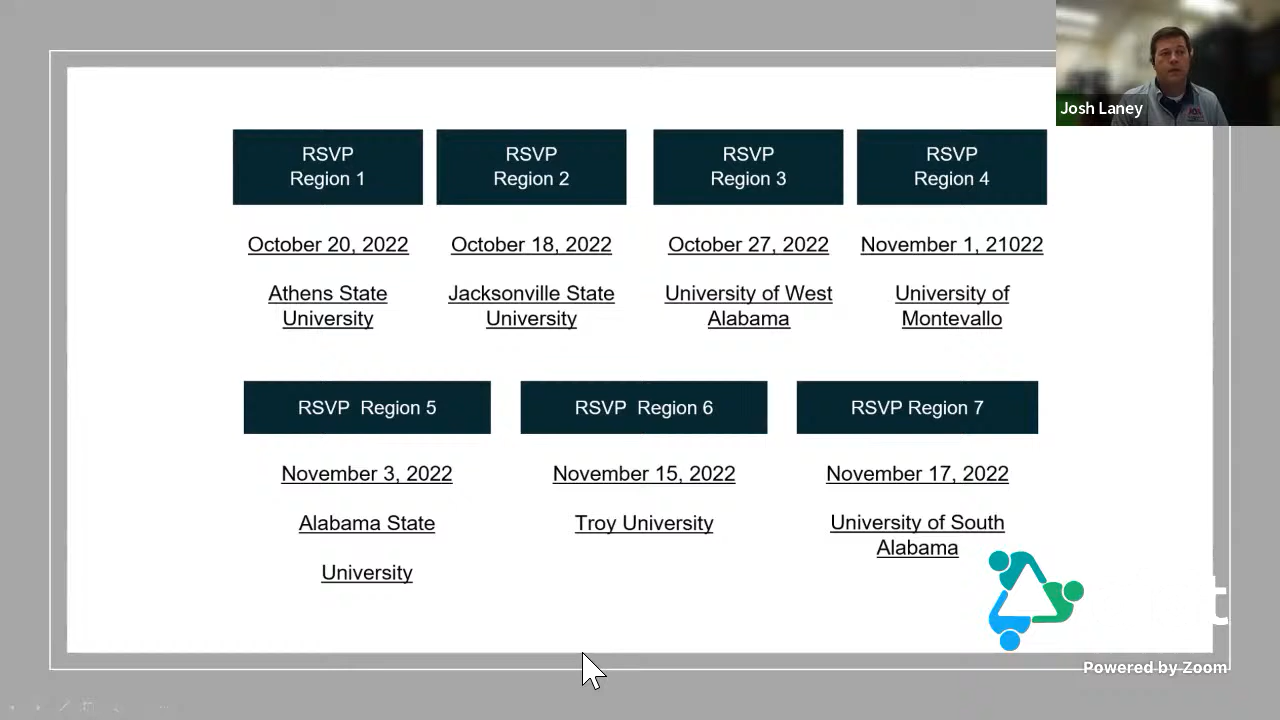 Josh Laney
RSVP
Region 1
RSVP
Region 2
RSVP
Region 3
RSVP
Region 4
October 20, 2022
October 18, 2022
October 27, 2022
November 1, 21022
Athens State
University
Jacksonville State
University
University of West
Alabama
University of
Montevallo
RSVP  Region 5
RSVP  Region 6
RSVP Region 7
November 3, 2022
November 15, 2022
November 17, 2022
Alabama State
University
Troy University
University of South
Alabama
Powered by Zoom